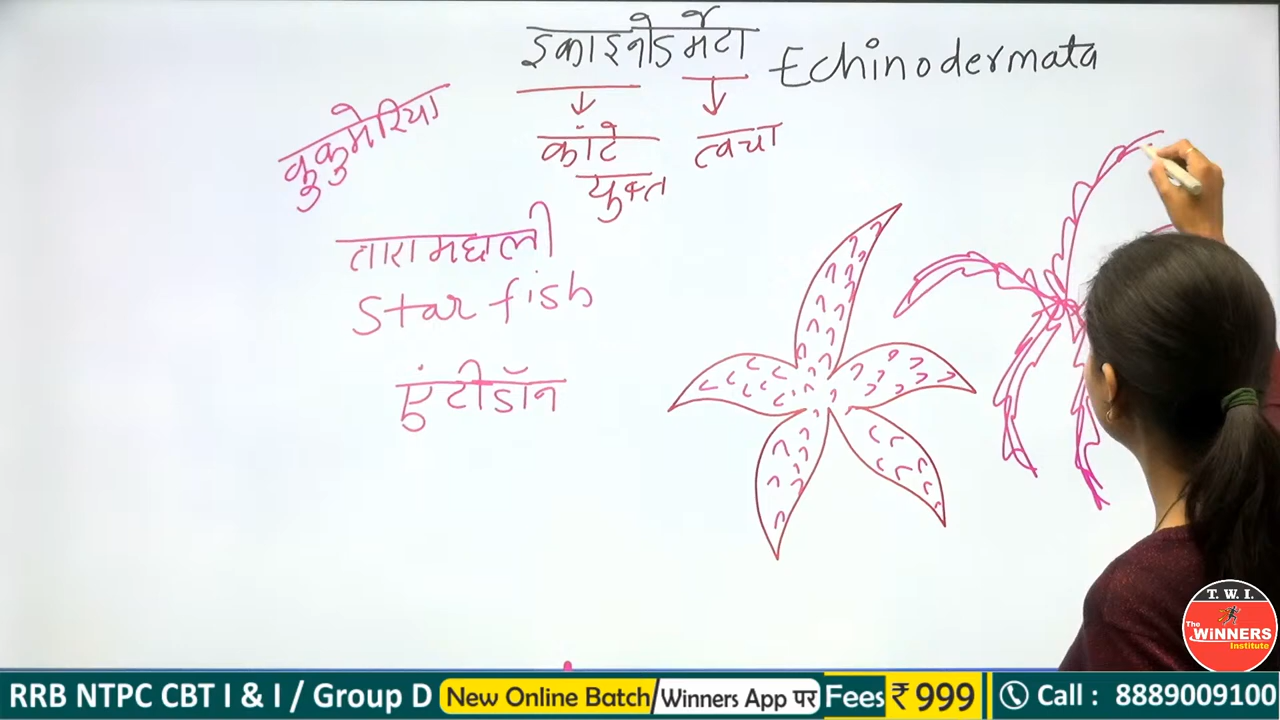 इकाइनोडर्मेटा Echinodermata
कुकुमेरिया
काँटे त्वचा
युक्त
तारा मछली
Star fish
एंटीडॉन
T. W. I.
The
WiNNERS
Institute
RRB NTPC CBT I & I / Group D New Online Batch Winners App पर Fees ₹ 999 Call : 8889009100